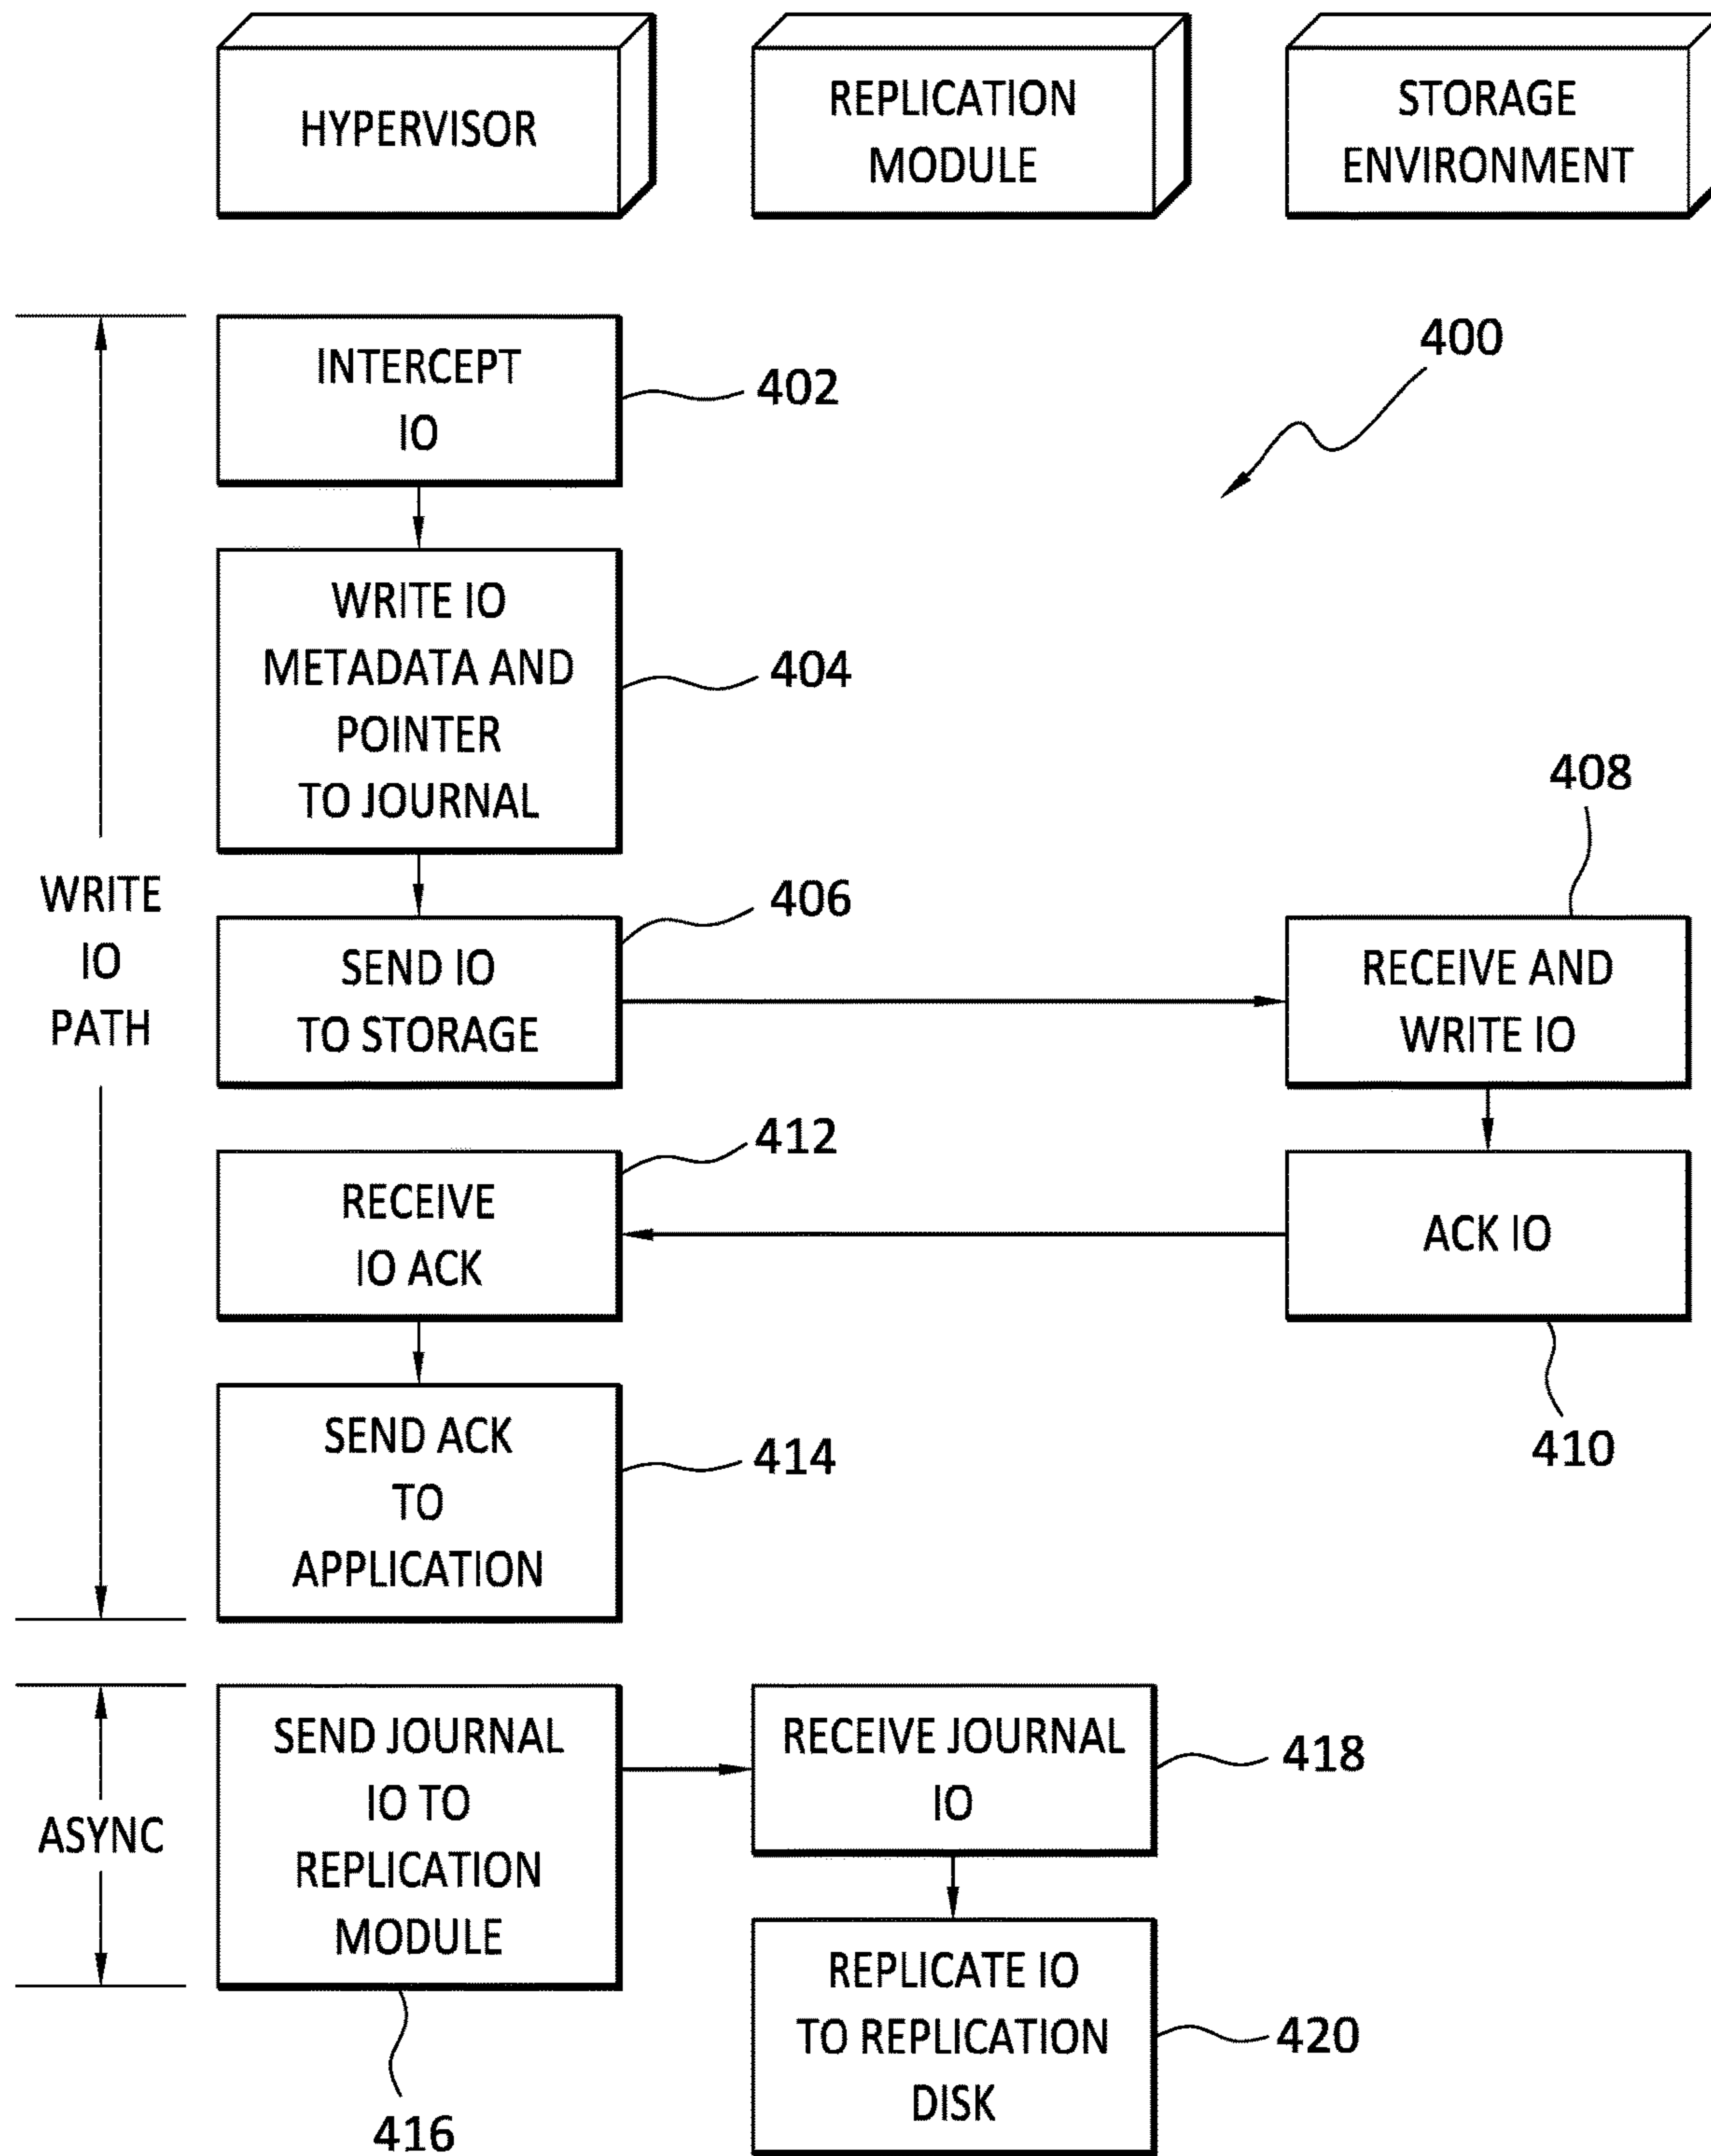 HYPERVISOR
REPLICATION
MODULE
STORAGE
ENVIRONMENT
400
INTERCEPT
IO
402
WRITE IO
METADATA AND
POINTER
TO JOURNAL
404
WRITE
IO
PATH
SEND IO
TO STORAGE
406
408
RECEIVE AND
WRITE IO
RECEIVE
IO ACK
412
ACK IO
410
SEND ACK
TO
APPLICATION
414
ASYNC
SEND JOURNAL
IO TO
REPLICATION
MODULE
416
RECEIVE JOURNAL
IO
418
REPLICATE IO
TO REPLICATION
DISK
420